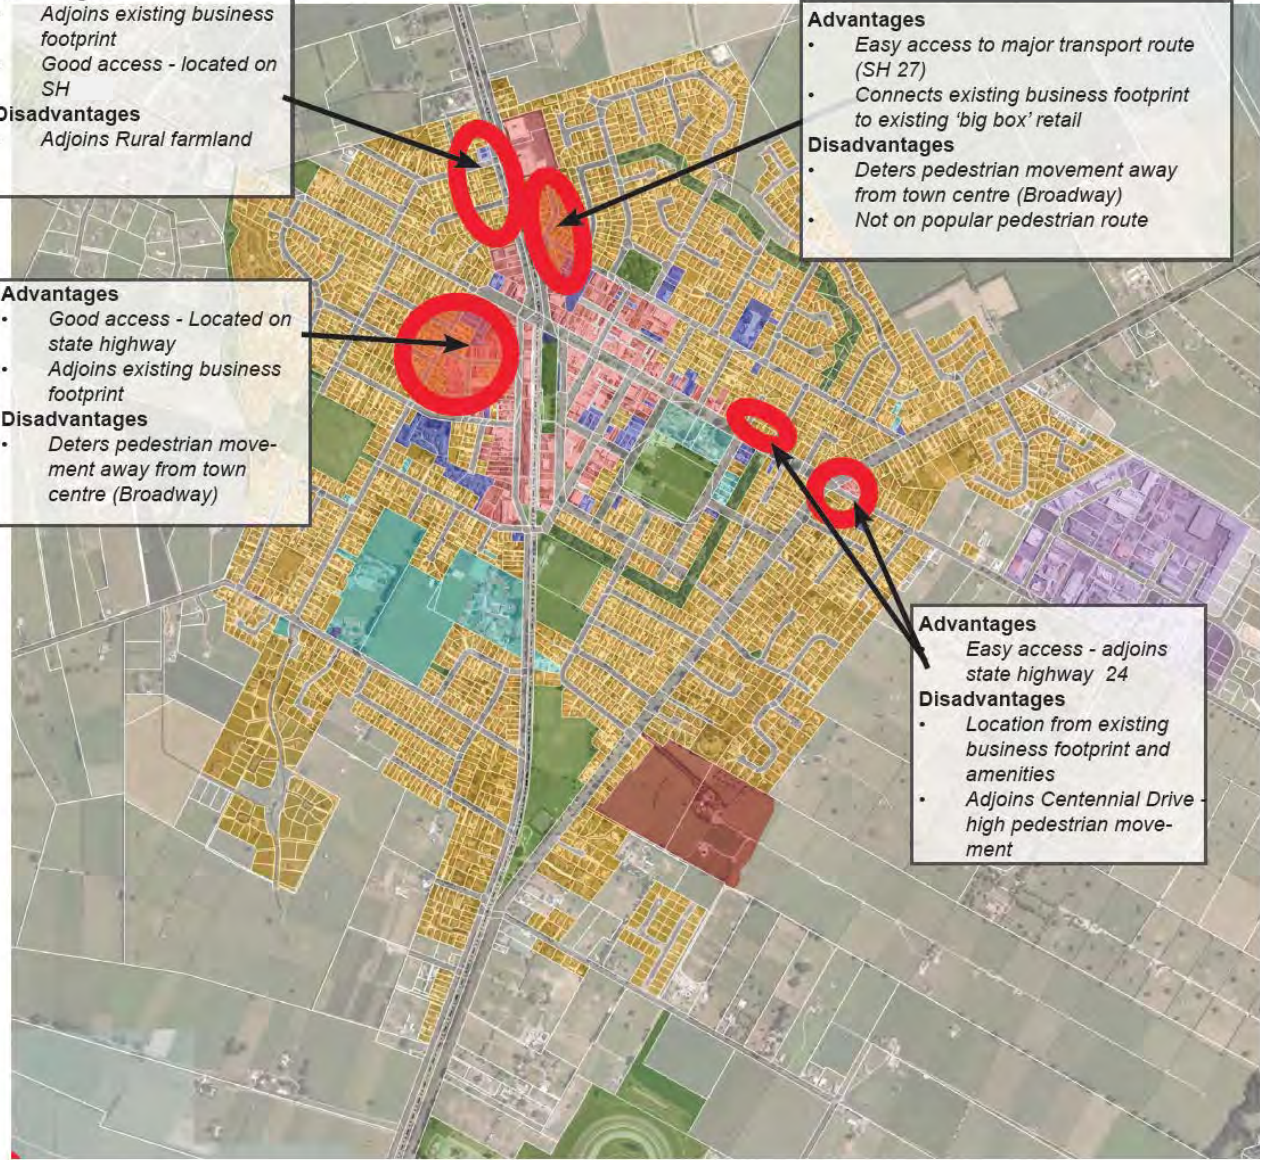 Adjoins existing business
footprint
Good access - located on
SH
Disadvantages
Adjoins Rural farmland
Advantages
• Easy access to major transport route
(SH 27)
• Connects existing business footprint
to existing ‘big box’ retail
Disadvantages
• Deters pedestrian movement away
from town centre (Broadway)
• Not on popular pedestrian route
Advantages
• Good access - Located on
state highway
• Adjoins existing business
footprint
Disadvantages
• Deters pedestrian move-
ment away from town
centre (Broadway)
Advantages
Easy access - adjoins
state highway 24
Disadvantages
• Location from existing
business footprint and
amenities
• Adjoins Centennial Drive -
high pedestrian move-
ment